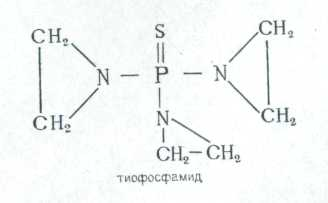 CH₂ S CH₂
N — P — N
CH₂ N CH₂
CH₂—CH₂
тиофосфамид